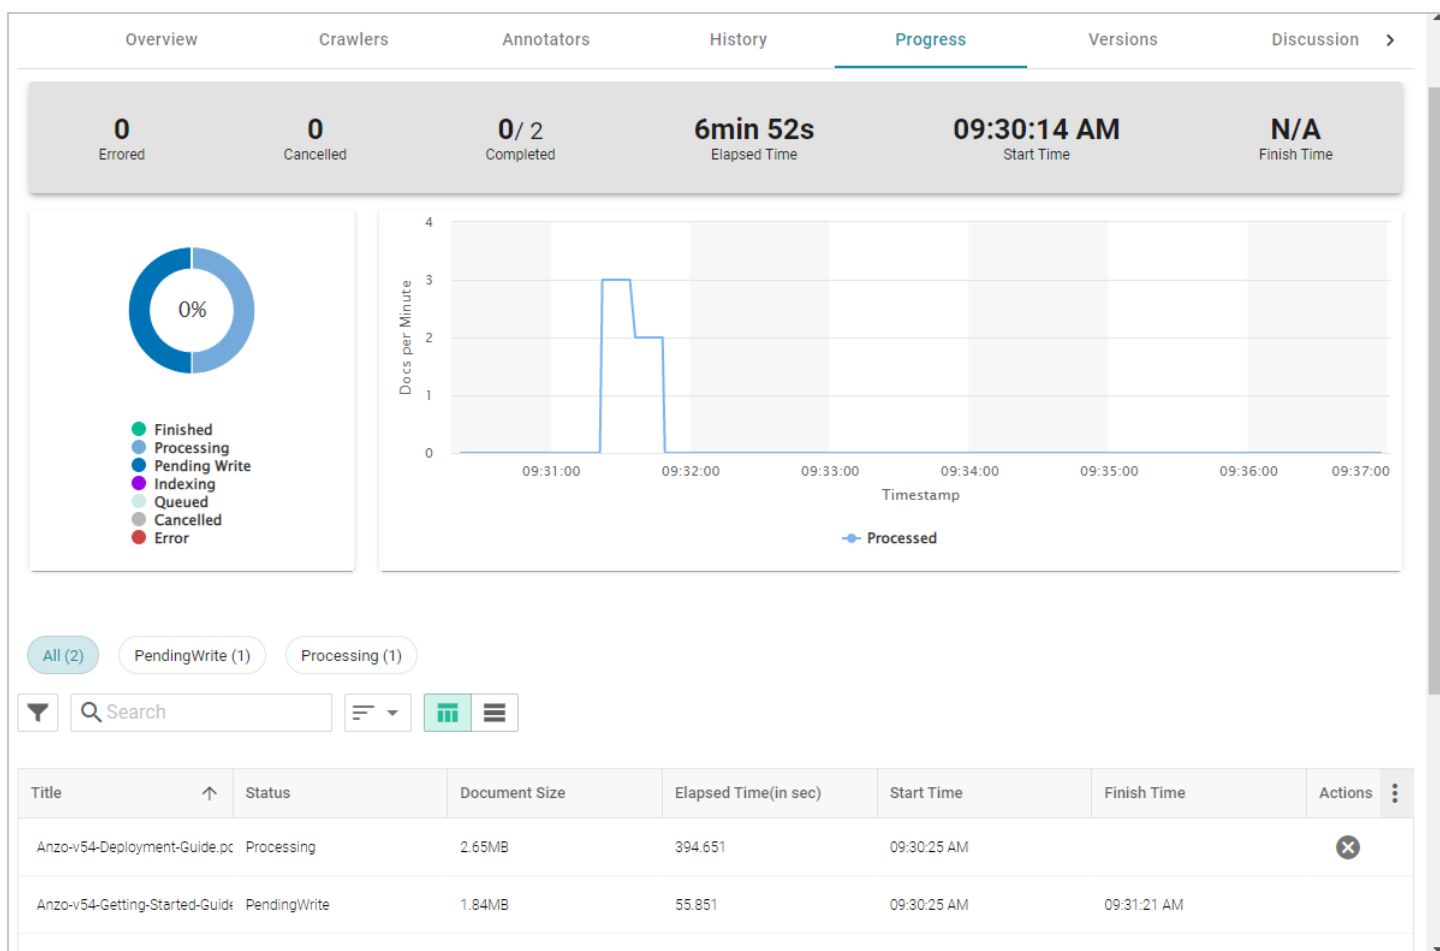 Overview Crawlers Annotators History Progress Versions Discussion
0 0 0/ 2 6min 52s 09:30:14 AM N/A
Errored Cancelled Completed Elapsed Time Start Time Finish Time
0%
Finished
Processing
Pending Write
Indexing
Queued
Cancelled
Error
4
3
2
1
0
Docs per Minute
09:31:00 09:32:00 09:33:00 09:34:00 09:35:00 09:36:00 09:37:00
Timestamp
Processed
All (2) PendingWrite (1) Processing (1)
Search
Title Status Document Size Elapsed Time(in sec) Start Time Finish Time Actions
Anzo-v54-Deployment-Guide.pc Processing 2.65MB 394.651 09:30:25 AM
Anzo-v54-Getting-Started-Guide PendingWrite 1.84MB 55.851 09:30:25 AM 09:31:21 AM